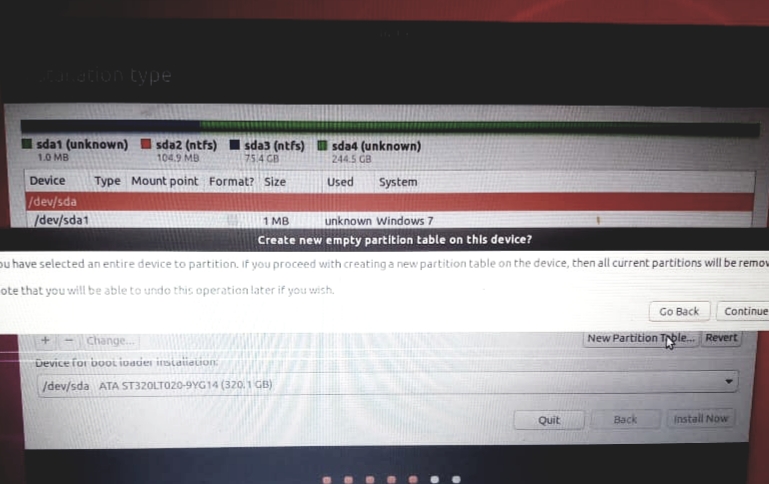 type
sda1 (unknown) sda2 (ntfs) sda3 (ntfs) sda4 (unknown)
1.0 MB 104.9 MB 75.4 GB 244.5 GB
Device Type Mount point Format? Size Used System
/dev/sda
/dev/sda1 1 MB unknown Windows 7
Create new empty partition table on this device?
ou have selected an entire device to partition. If you proceed with creating a new partition table on the device, then all current partitions will be remov
ote that you will be able to undo this operation later if you wish.
Go Back Continue
+ − Change... New Partition Table... Revert
Device for boot loader installation:
/dev/sda ATA ST320LT020-9YG14 (320.1 GB)
Quit Back Install Now